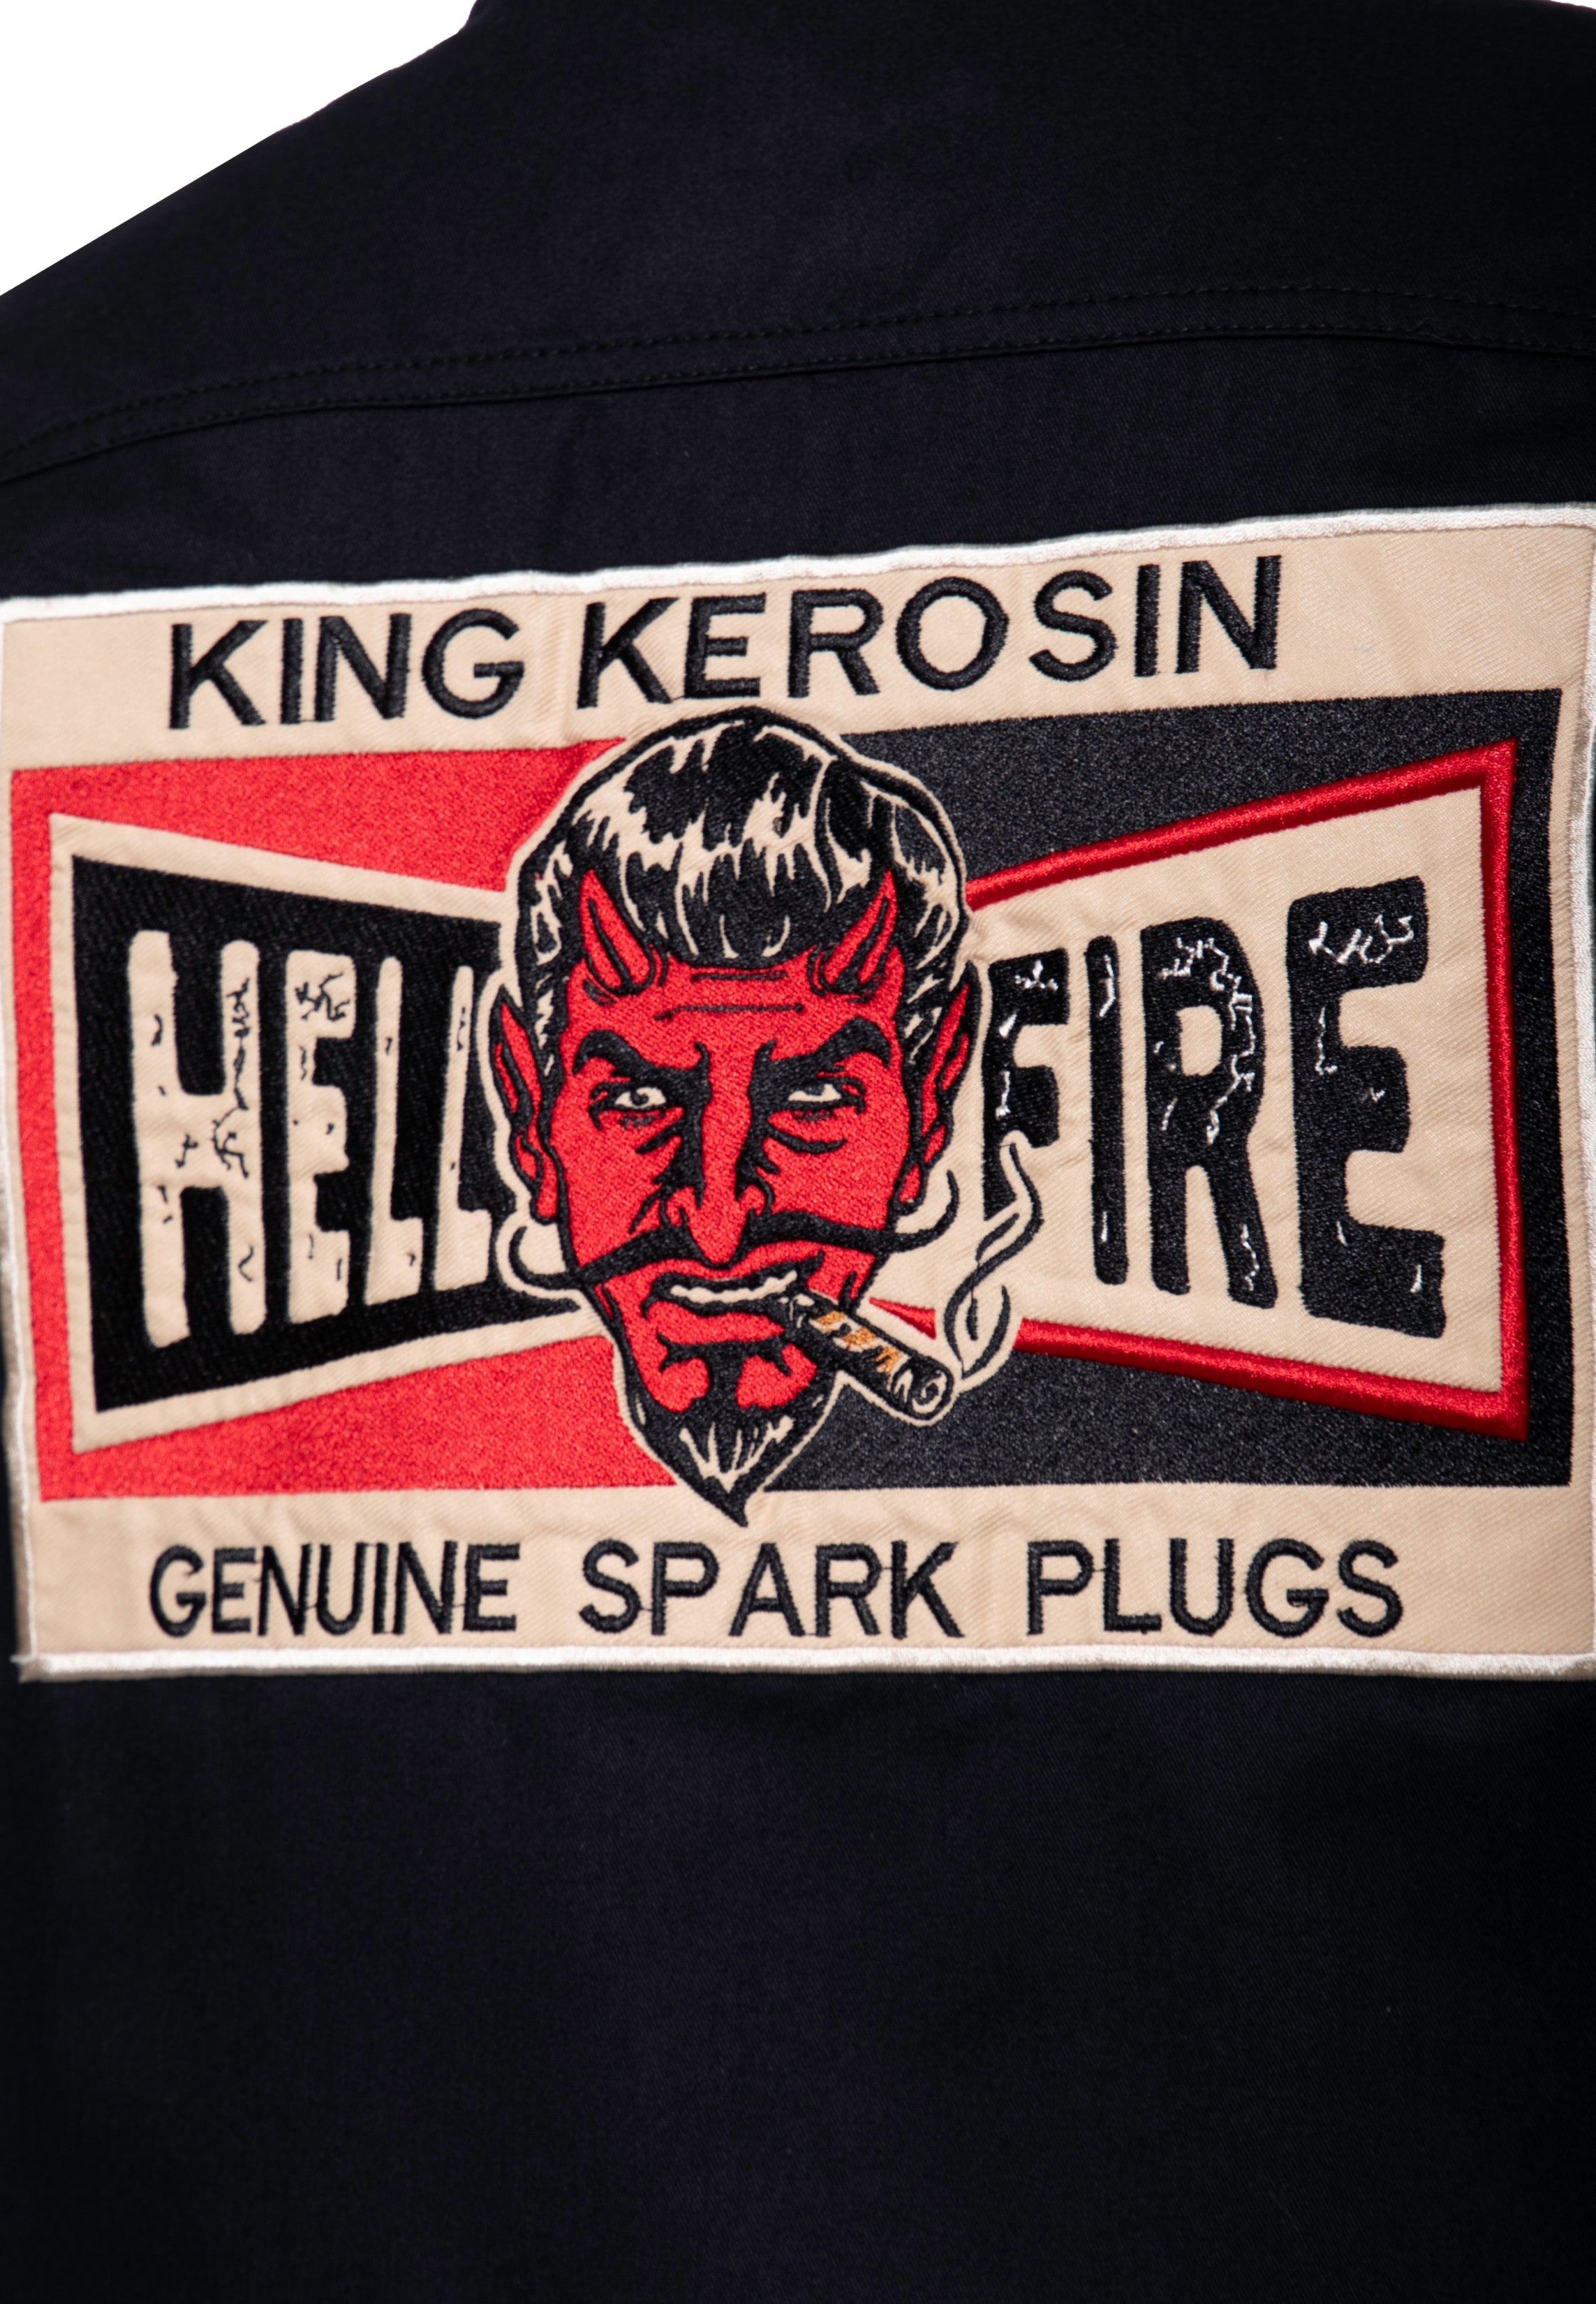 KING KEROSIN
HELL FIRE
GENUINE SPARK PLUGS